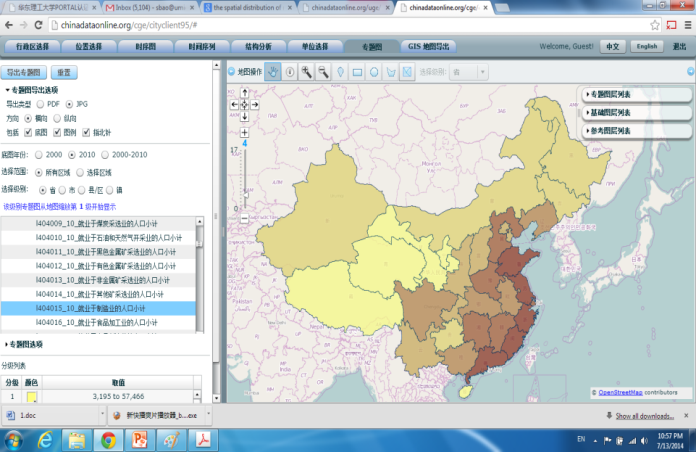 华东理工大学PORTAL认证
Inbox (5,104) - sbao@um
the spatial distribution of
chinadataonline.org/cge/ugm
chinadataonline.org/cge/
chinadataonline.org/cge/cityclient95/#
行政区选择 位置选择 时序图 时间序列 结构分析 单位选择 专题图 GIS 地图导出 Welcome, Guest! 中文 English 退出
导出专题图 重置
地图操作 选择级别: 省
专题图导出选项
导出类型 PDF JPG
方向 横向 纵向
包括 底图 图例 指北针
底图年份: 2000 2010 2000-2010
选择范围: 所有区域 选择区域
选择级别: 省 市 县/区 镇
该级别专题图从地图缩放第 1 级开始显示
I404009_10_就业于煤炭采选业的人口小计
I404010_10_就业于石油和天然气开采业的人口小计
I404011_10_就业于黑色金属矿采选业的人口小计
I404012_10_就业于有色金属矿采选业的人口小计
I404013_10_就业于非金属矿采选业的人口小计
I404014_10_就业于其他矿采选业的人口小计
I404015_10_就业于制造业的人口小计
I404016_10_就业于食品加工业的人口小计
专题图选项
分级列表
分级 颜色 取值
1 3,195 to 57,466
4
17
0
专题图层列表
基础图层列表
参考图层列表
© OpenStreetMap contributors
1.doc
新快播爽片播放器_b....exe
Show all downloads...
EN
10:57 PM
7/13/2014